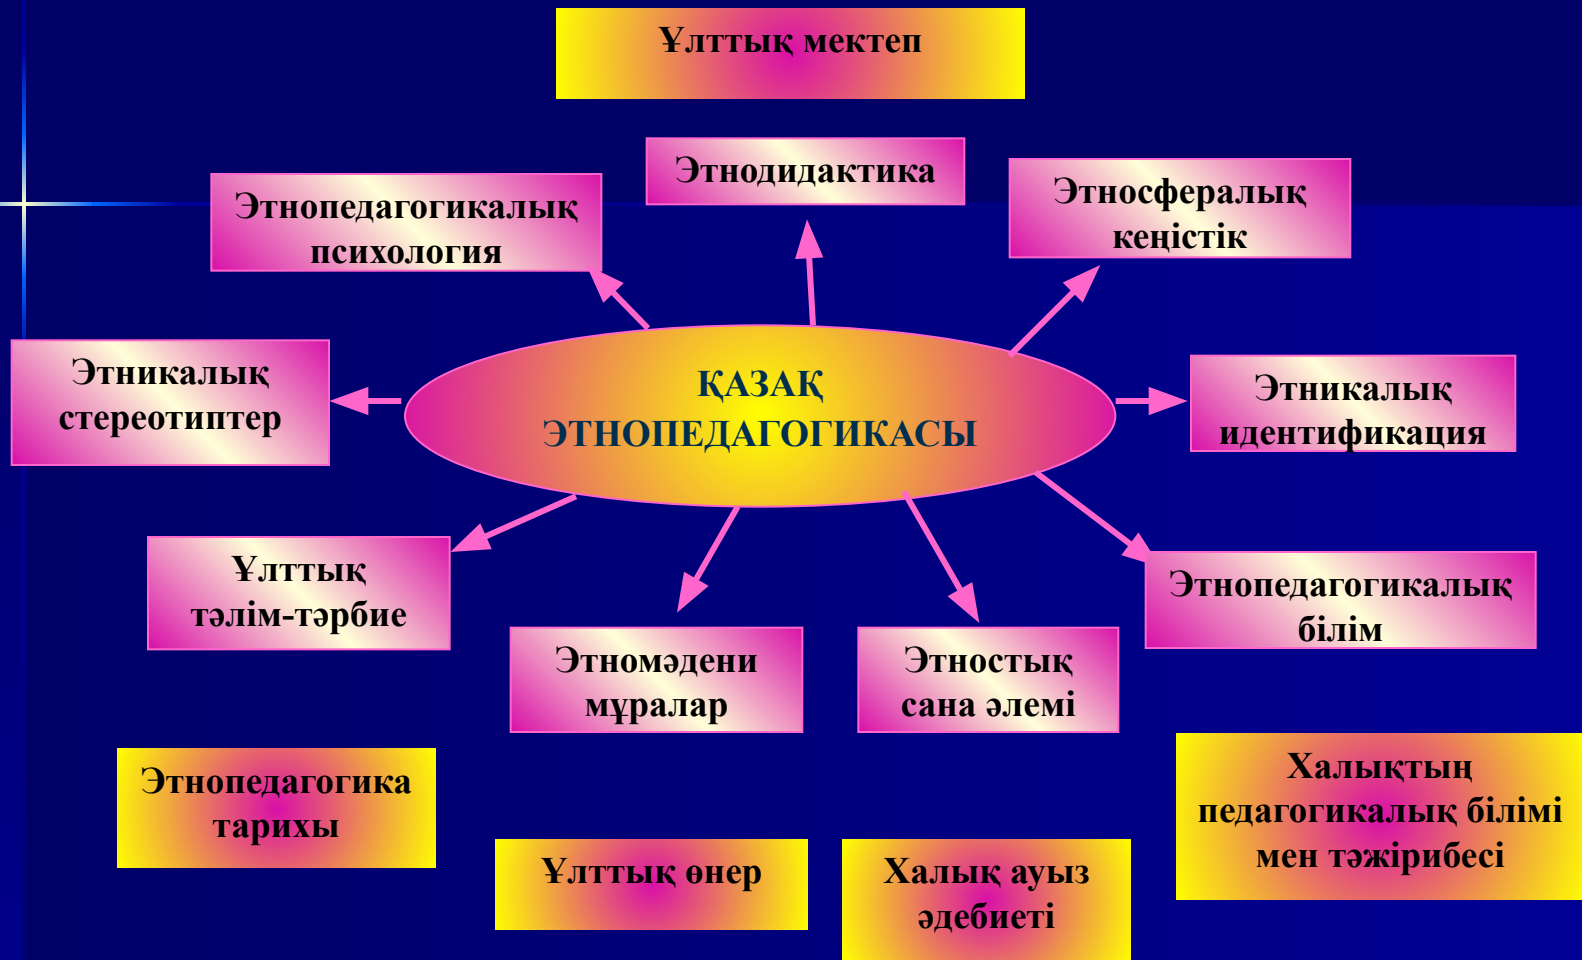 Ұлттық мектеп
Этнодидактика
Этнопедагогикалық
психология
Этносфералық
кеңістік
Этникалық
стереотиптер
ҚАЗАҚ
ЭТНОПЕДАГОГИКАСЫ
Этникалық
идентификация
Ұлттық
тәлім-тәрбие
Этнопедагогикалық
білім
Этномәдени
мұралар
Этностық
сана әлемі
Этнопедагогика
тарихы
Халықтың
педагогикалық білімі
мен тәжірибесі
Ұлттық өнер
Халық ауыз
әдебиеті